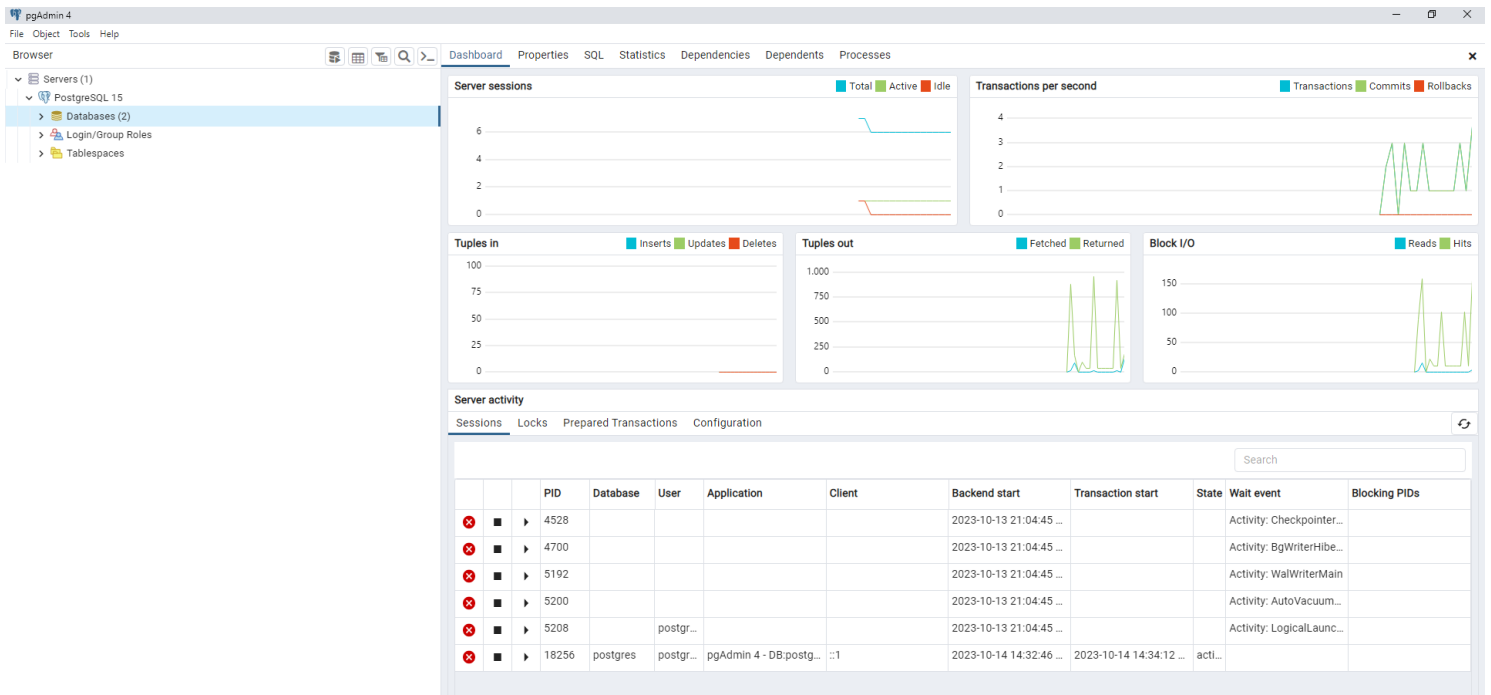 pgAdmin 4
File Object Tools Help
Browser
Servers (1)
PostgreSQL 15
Databases (2)
Login/Group Roles
Tablespaces
Dashboard Properties SQL Statistics Dependencies Dependents Processes
Server sessions Total Active Idle
6
4
2
0
Transactions per second Transactions Commits Rollbacks
4
3
2
1
0
Tuples in Inserts Updates Deletes
100
75
50
25
0
Tuples out Fetched Returned
1.000
750
500
250
0
Block I/O Reads Hits
150
100
50
0
Server activity
Sessions Locks Prepared Transactions Configuration
Search
PID Database User Application Client Backend start Transaction start State Wait event Blocking PIDs
4528 2023-10-13 21:04:45 ... Activity: Checkpointer...
4700 2023-10-13 21:04:45 ... Activity: BgWriterHibe...
5192 2023-10-13 21:04:45 ... Activity: WalWriterMain
5200 2023-10-13 21:04:45 ... Activity: AutoVacuum...
5208 postgr... 2023-10-13 21:04:45 ... Activity: LogicalLaunc...
18256 postgres postgr... pgAdmin 4 - DB:postg... ::1 2023-10-14 14:32:46 ... 2023-10-14 14:34:12 ... acti...